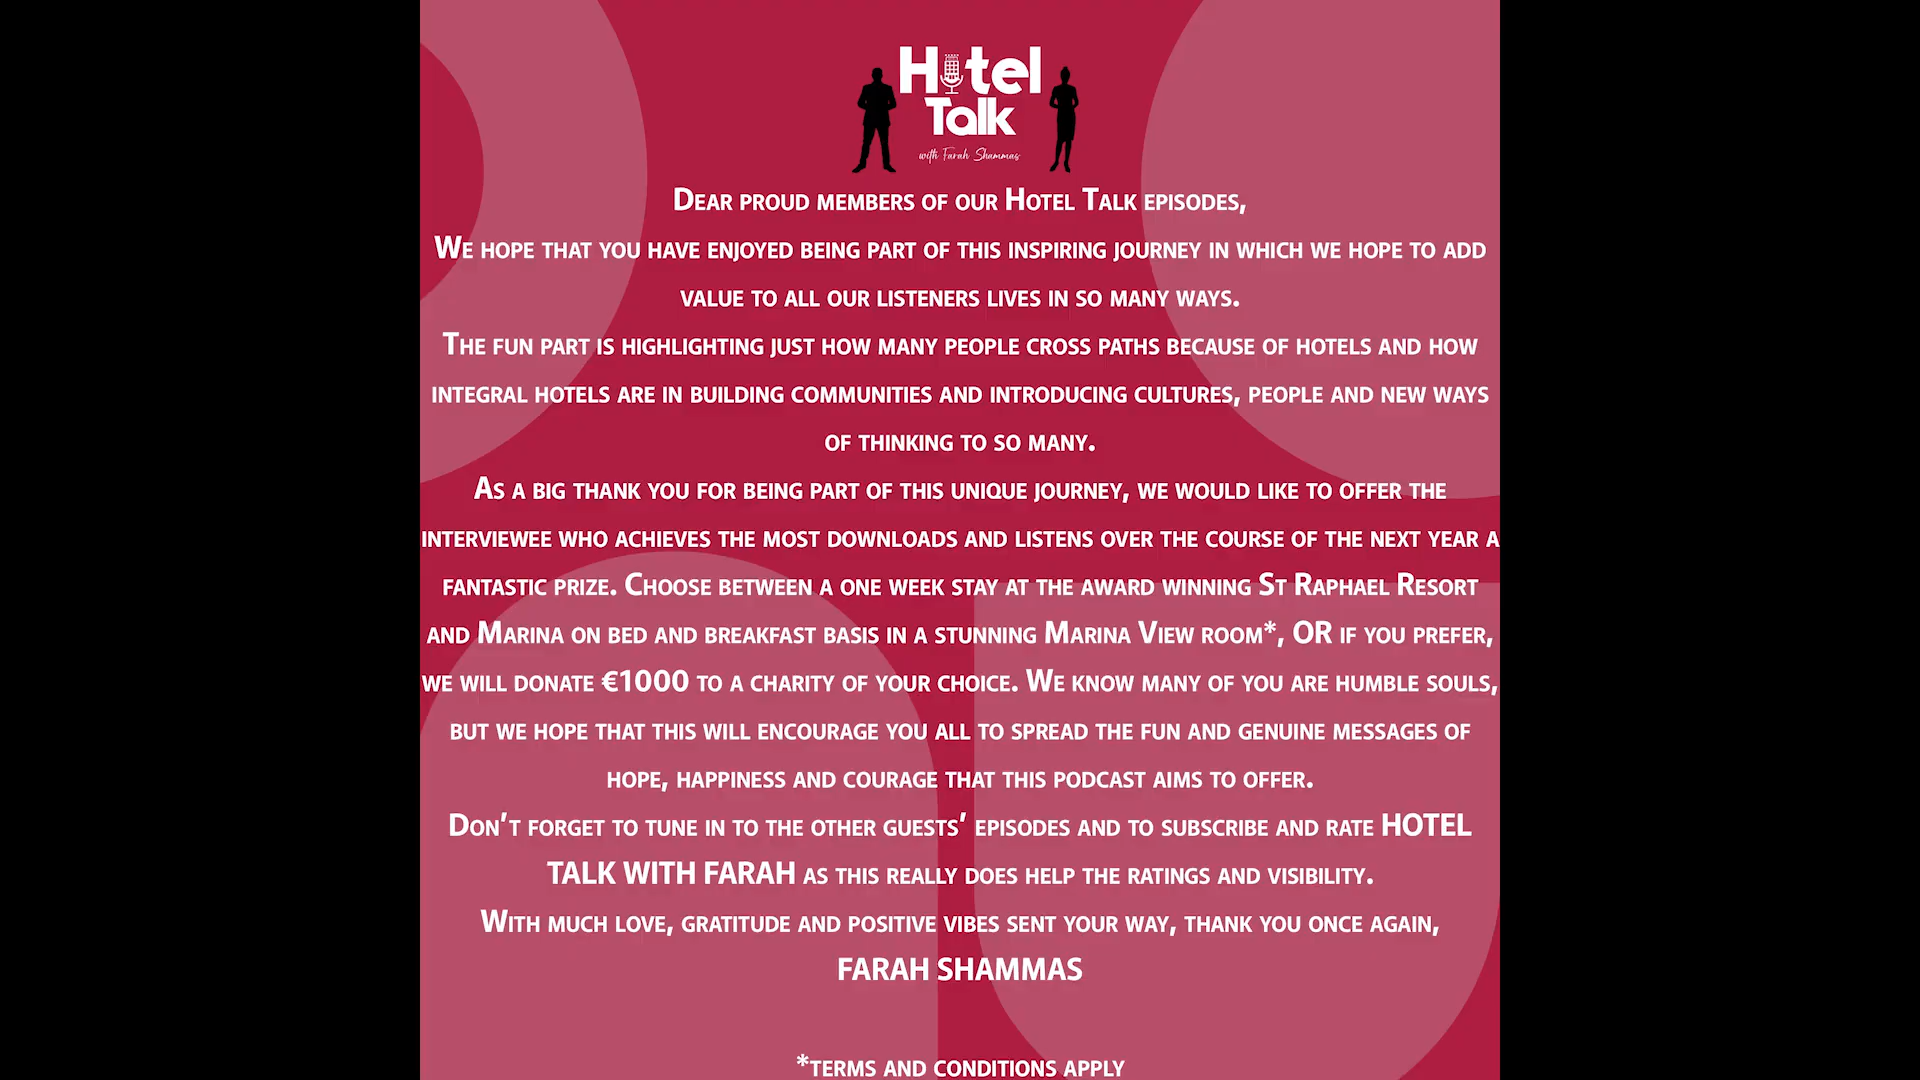 Hotel
Talk
with Farah Shammas
Dear proud members of our Hotel Talk episodes,
We hope that you have enjoyed being part of this inspiring journey in which we hope to add
value to all our listeners lives in so many ways.
The fun part is highlighting just how many people cross paths because of hotels and how
integral hotels are in building communities and introducing cultures, people and new ways
of thinking to so many.
As a big thank you for being part of this unique journey, we would like to offer the
interviewee who achieves the most downloads and listens over the course of the next year a
fantastic prize. Choose between a one week stay at the award winning St Raphael Resort
and Marina on bed and breakfast basis in a stunning Marina View room*, OR if you prefer,
we will donate €1000 to a charity of your choice. We know many of you are humble souls,
but we hope that this will encourage you all to spread the fun and genuine messages of
hope, happiness and courage that this podcast aims to offer.
Don't forget to tune in to the other guests' episodes and to subscribe and rate HOTEL
TALK WITH FARAH as this really does help the ratings and visibility.
With much love, gratitude and positive vibes sent your way, thank you once again,
FARAH SHAMMAS
*terms and conditions apply